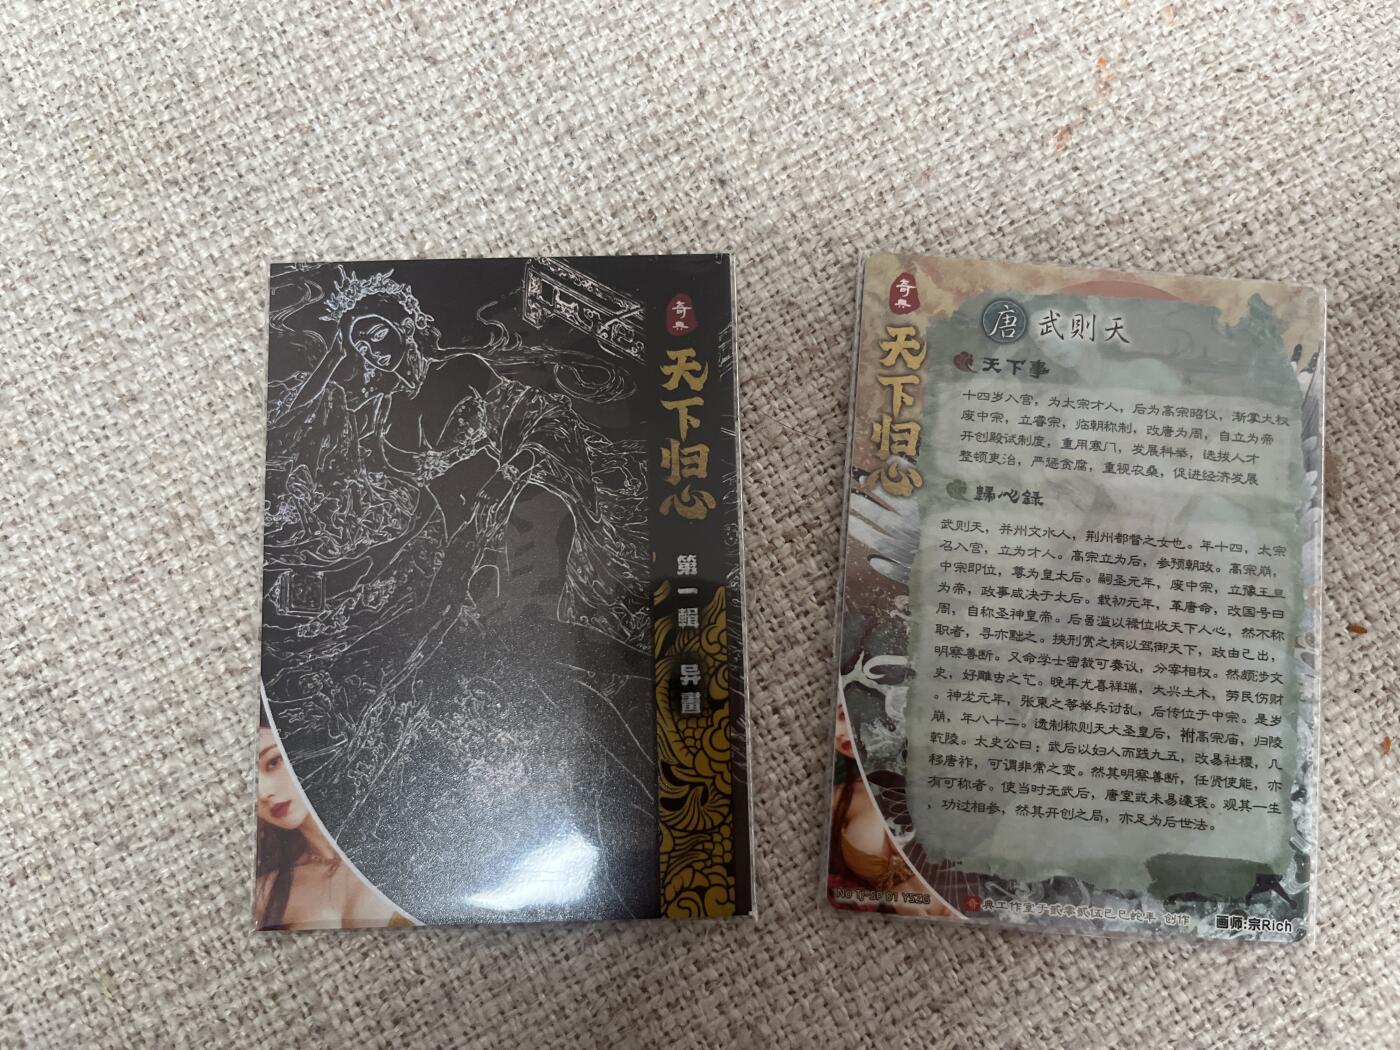 奇典
天下归心
第一輯 异畫
奇典
天下归心
唐 武則天
天下事
十四岁入宫，为太宗才人，后为高宗昭仪，渐掌大权
废中宗，立睿宗，临朝称制，改唐为周，自立为帝
开创殿试制度，重用寒门，发展科举，选拔人才
整顿吏治，严惩贪腐，重视农桑，促进经济发展
歸心録
武则天，并州文水人，荆州都督之女也。年十四，太宗
召入宫，立为才人。高宗立为后，参预朝政。高宗崩，
中宗即位，尊为皇太后。嗣圣元年，废中宗，立豫王旦
为帝，政事咸决于太后。载初元年，革唐命，改国号曰
周，自称圣神皇帝。后虽滥以禄位收天下人心，然不称
职者，寻亦黜之。挟刑赏之柄以驾御天下，政由己出，
明察善断。又命学士密裁可奏议，分宰相权。然颇涉文
史，好雕虫之艺。晚年尤喜祥瑞，大兴土木，劳民伤财
。神龙元年，张柬之等举兵讨乱，后传位于中宗。是岁
崩，年八十二。遗制称则天大圣皇后，祔高宗庙，归陵
乾陵。太史公曰：武后以妇人而践九五，改易社稷，几
移唐祚，可谓非常之变。然其明察善断，任贤使能，亦
有可称者。使当时无武后，唐室或未易遽衰。观其一生
，功过相参，然其开创之局，亦足为后世法。
奇典工作室于贰零贰伍乙巳蛇年 创作
画师:宗Rich